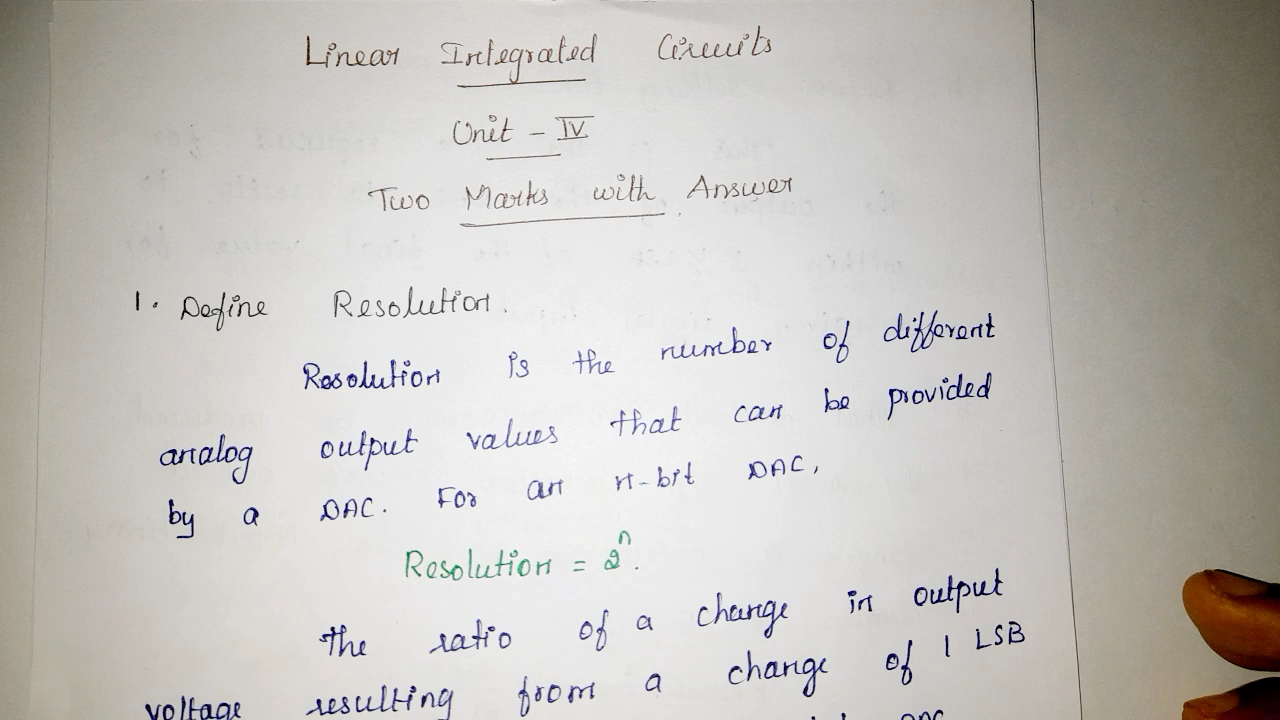 Linear Integrated Circuits
Unit - IV
Two Marks with Answer
1. Define Resolution.
Resolution is the number of different
analog output values that can be provided
by a DAC. For an n-bit DAC,
Resolution = 2ⁿ.
The ratio of a change in output
voltage resulting from a change of 1 LSB
DAC